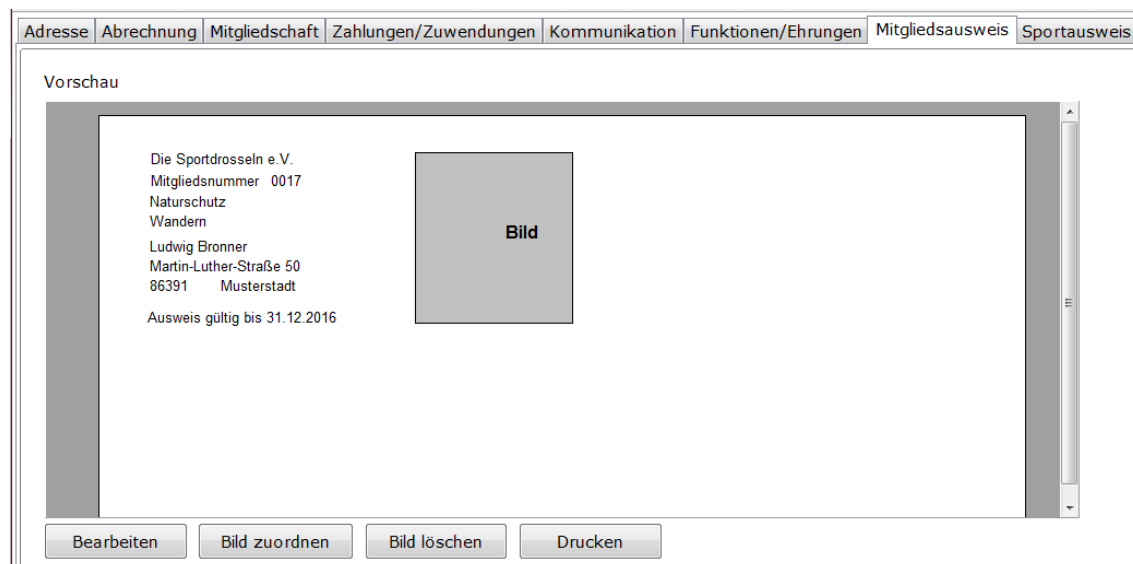 Adresse Abrechnung Mitgliedschaft Zahlungen/Zuwendungen Kommunikation Funktionen/Ehrungen Mitgliedsausweis Sportausweis
Vorschau
Die Sportdrosseln e.V.
Mitgliedsnummer 0017
Naturschutz
Wandern
Bild
Ludwig Bronner
Martin-Luther-Straße 50
86391 Musterstadt
Ausweis gültig bis 31.12.2016
Bearbeiten Bild zuordnen Bild löschen Drucken